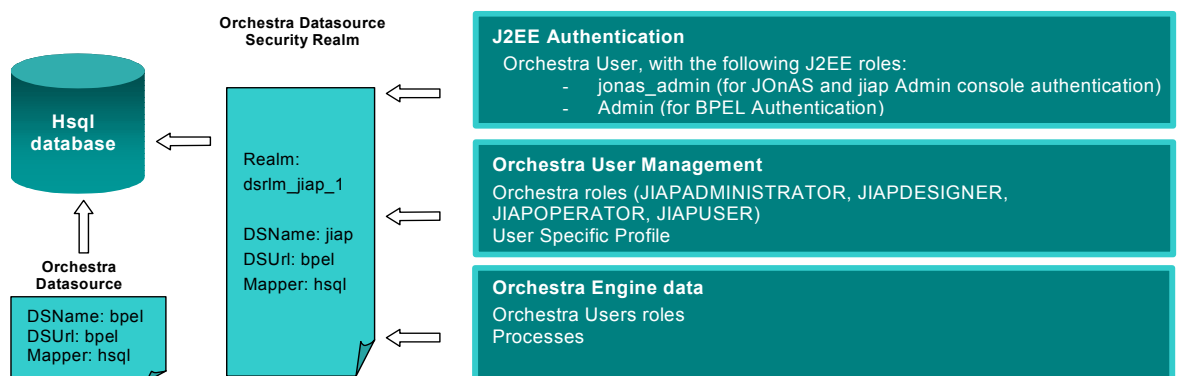 Orchestra Datasource
Security Realm
Hsql
database
Orchestra
Datasource
DSName: bpel
DSUrl: bpel
Mapper: hsql
Realm:
dsrlm_jiap_1
DSName: jiap
DSUrl: bpel
Mapper: hsql
J2EE Authentication
Orchestra User, with the following J2EE roles:
- jonas_admin (for JOnAS and jiap Admin console authentication)
- Admin (for BPEL Authentication)
Orchestra User Management
Orchestra roles (JIAPADMINISTRATOR, JIAPDESIGNER,
JIAPOPERATOR, JIAPUSER)
User Specific Profile
Orchestra Engine data
Orchestra Users roles
Processes